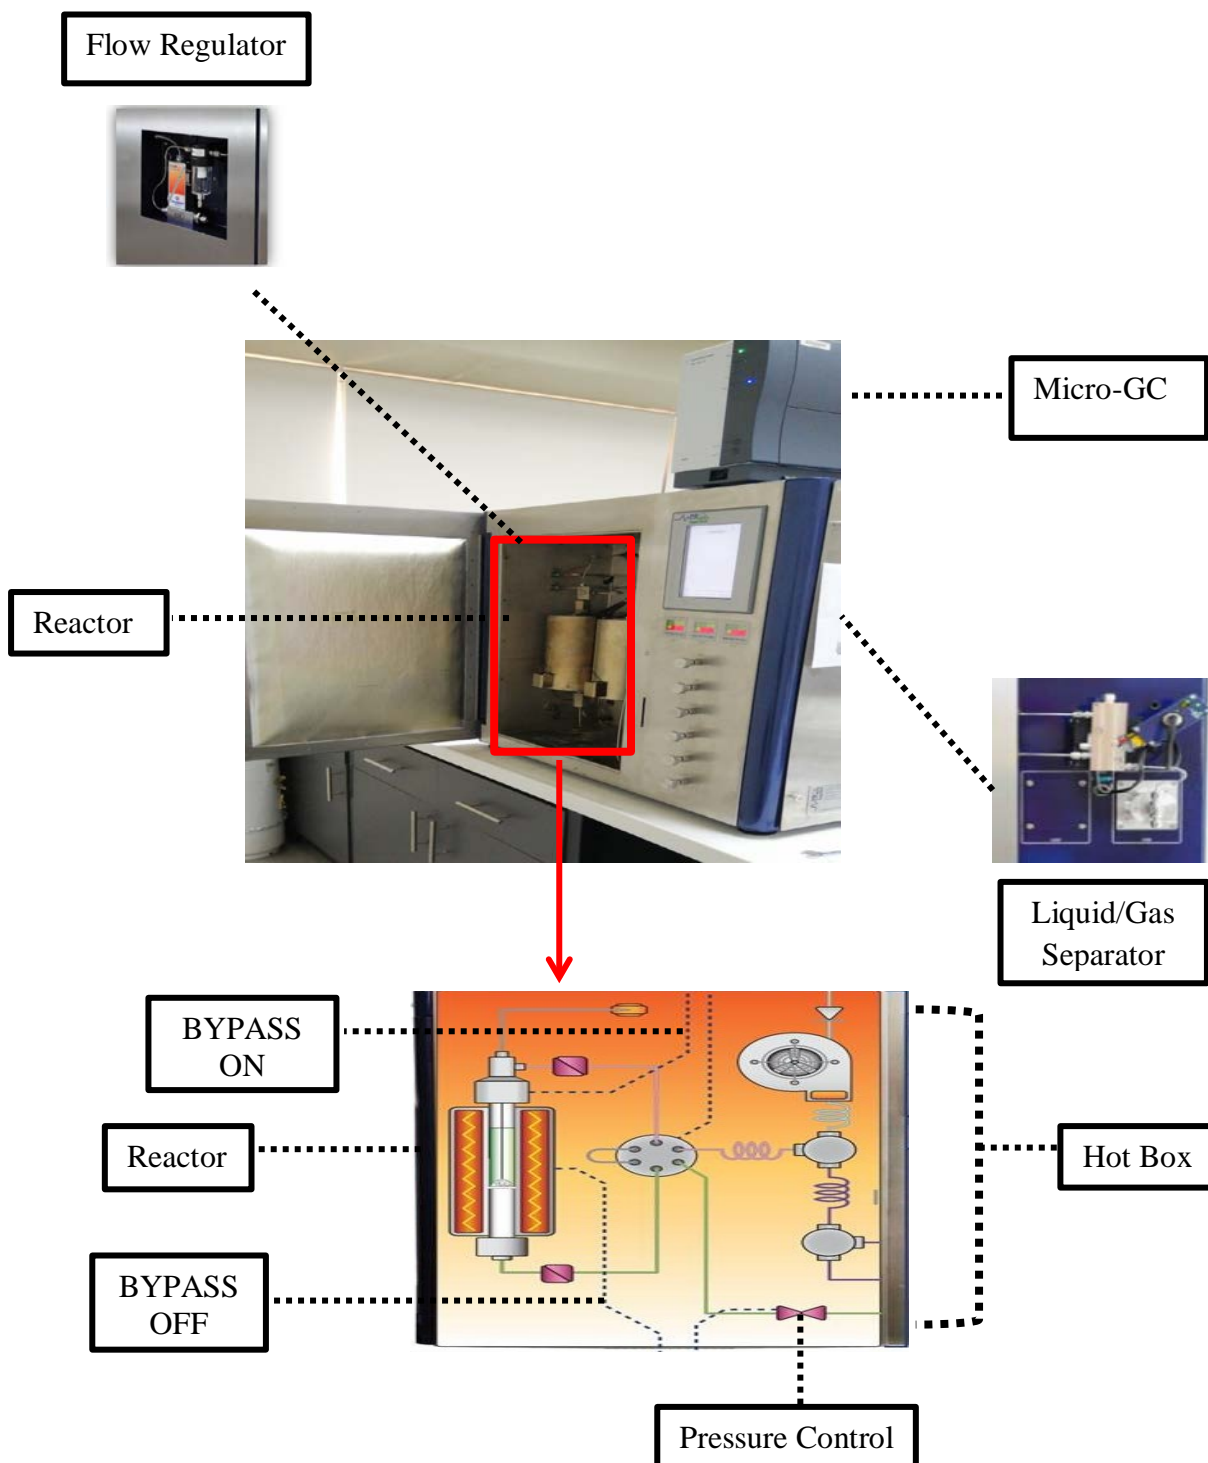 Flow Regulator
Micro-GC
Reactor
Liquid/Gas
Separator
BYPASS
ON
Reactor
Hot Box
BYPASS
OFF
Pressure Control